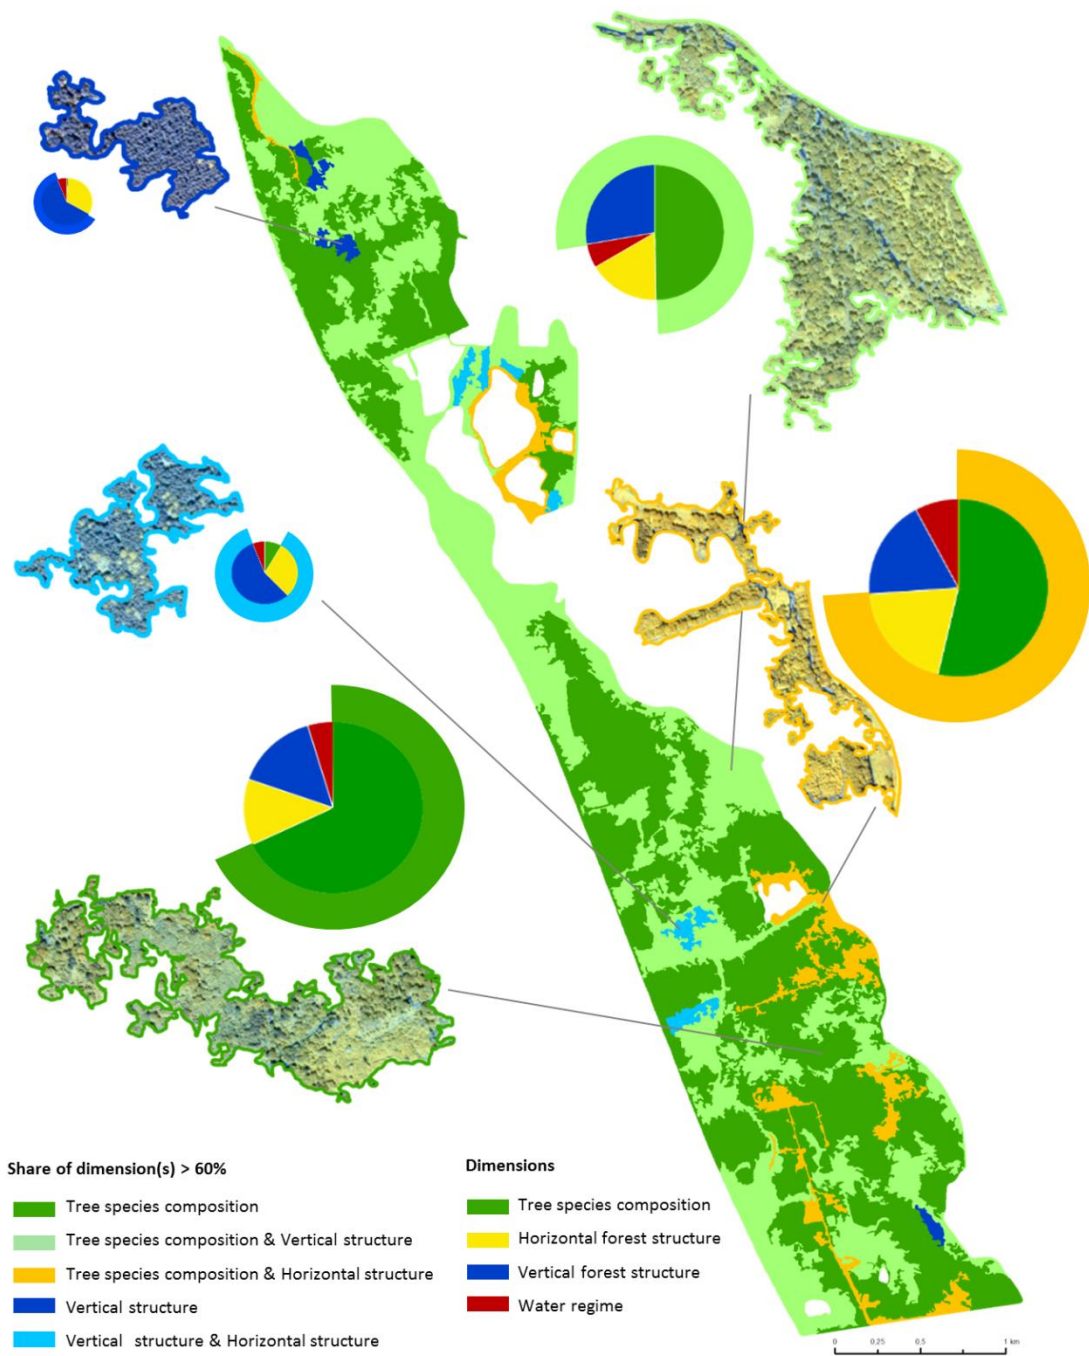 Share of dimension(s) > 60%
Tree species composition
Tree species composition & Vertical structure
Tree species composition & Horizontal structure
Vertical structure
Vertical structure & Horizontal structure
Dimensions
Tree species composition
Horizontal forest structure
Vertical forest structure
Water regime
0 0.25 0.5 1 km